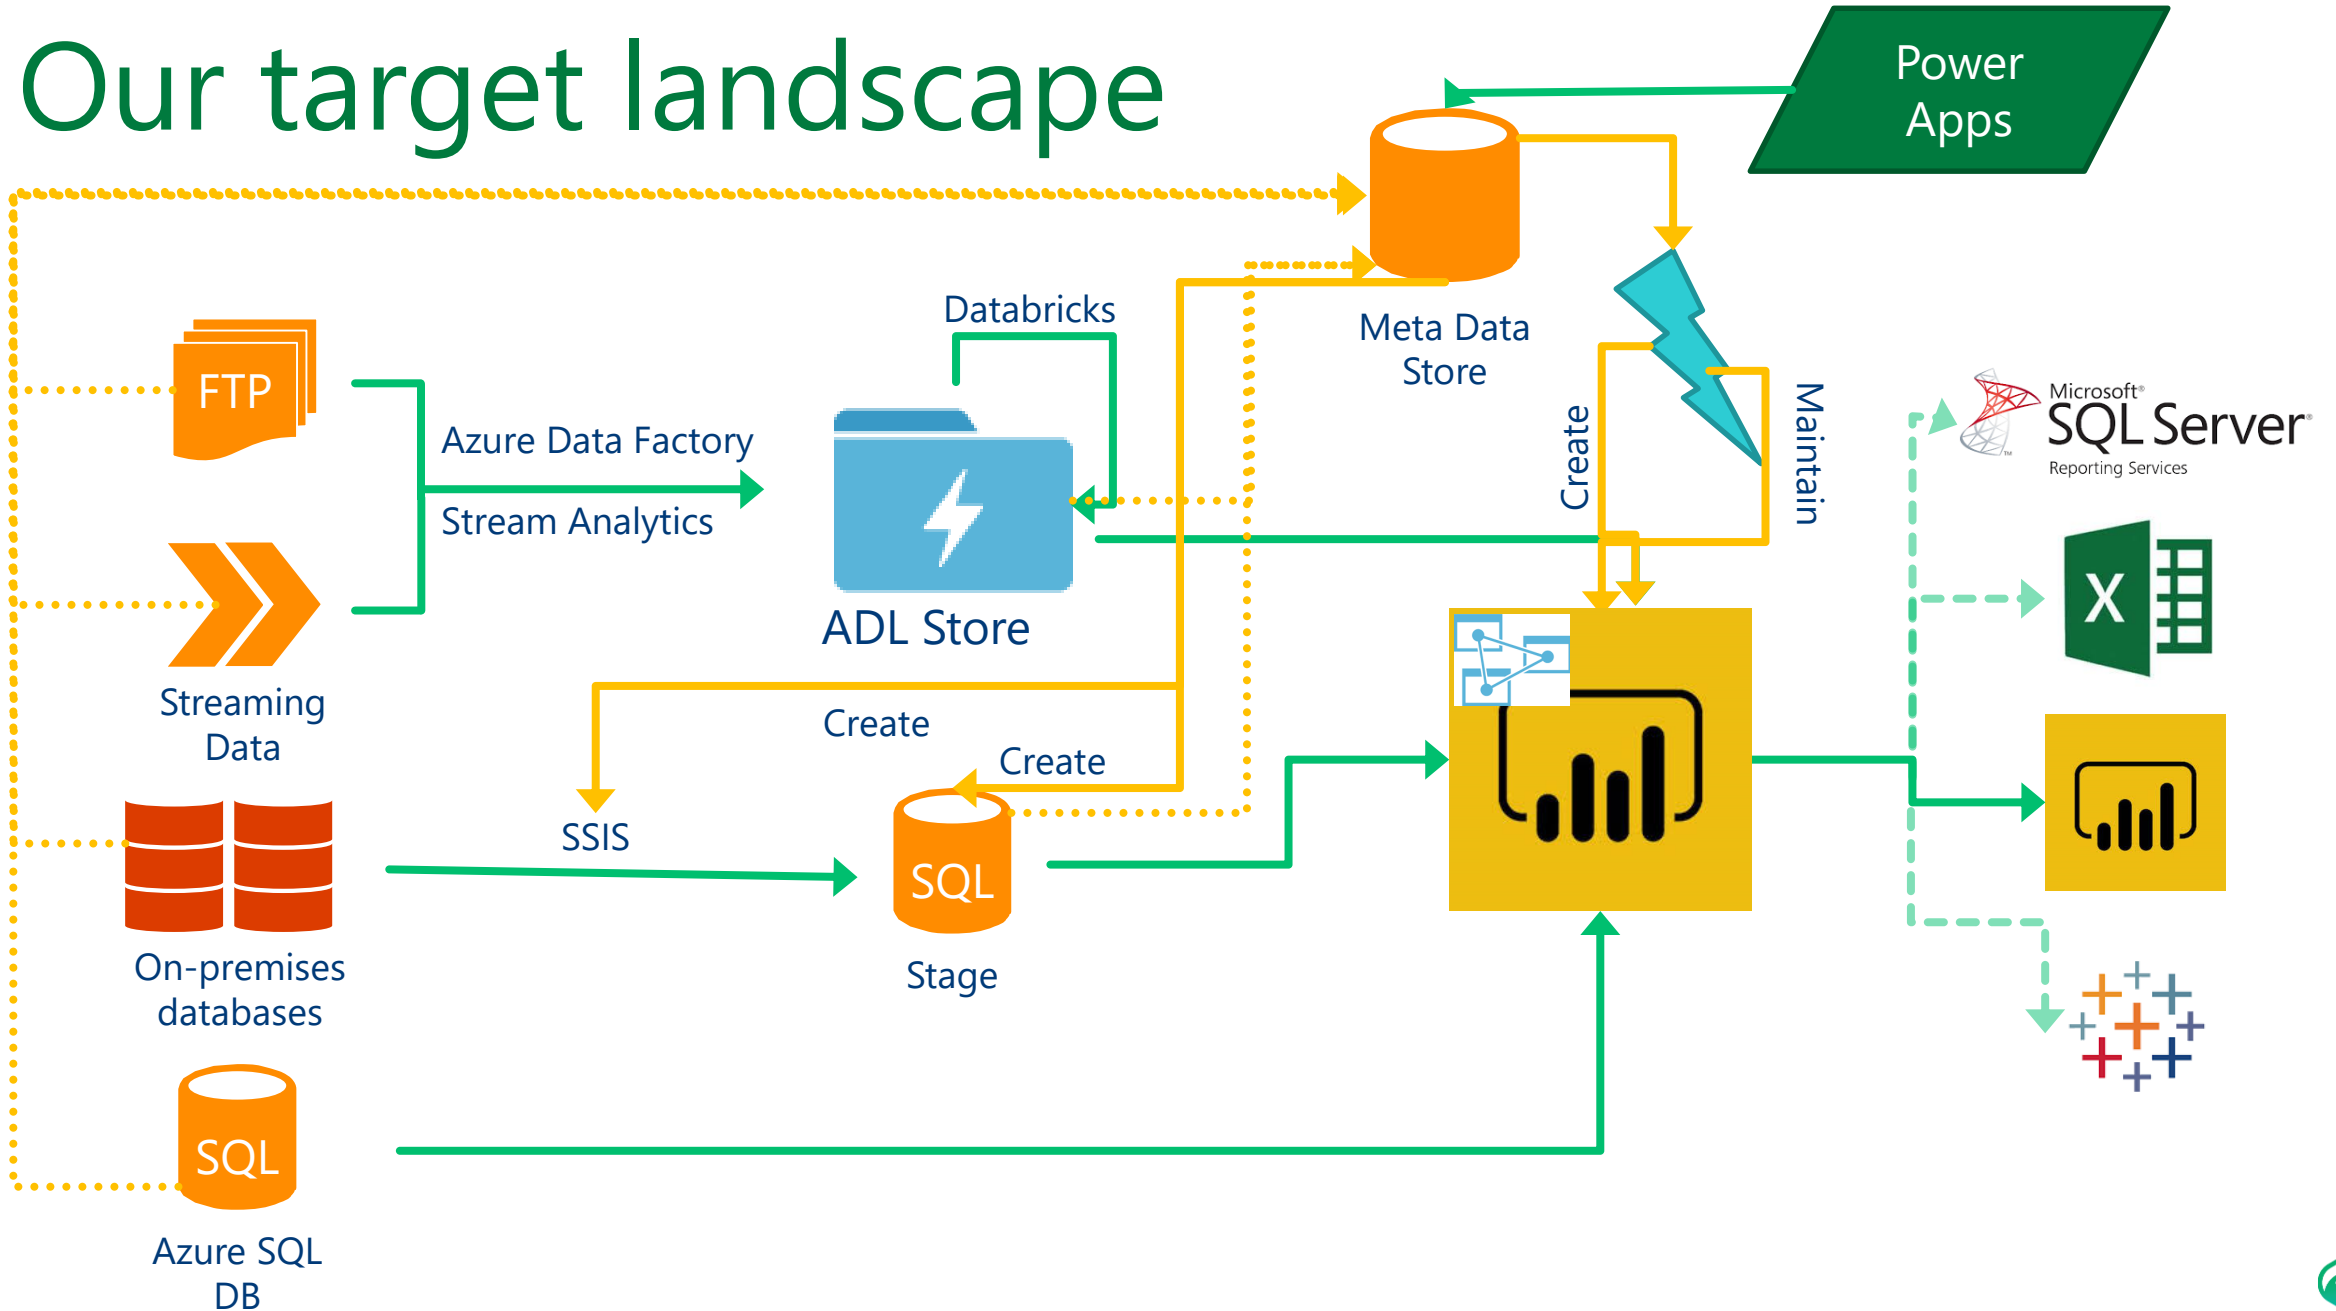 Our target landscape
Power
Apps
Databricks
Meta Data
Store
FTP
Azure Data Factory
Stream Analytics
ADL Store
Create
Maintain
Microsoft®
SQL Server®
Reporting Services
X
Streaming
Data
Create
Create
SSIS
SQL
On-premises
databases
Stage
SQL
Azure SQL
DB